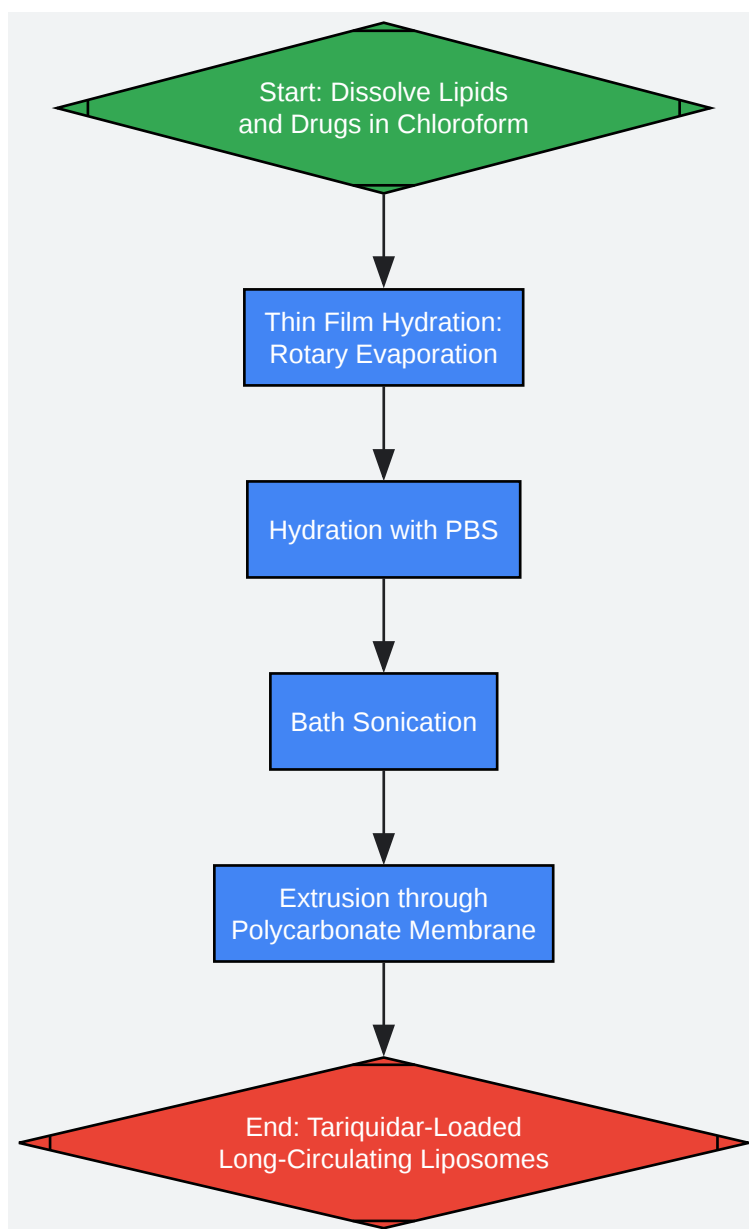 Start: Dissolve Lipids
and Drugs in Chloroform
Thin Film Hydration:
Rotary Evaporation
Hydration with PBS
Bath Sonication
Extrusion through
Polycarbonate Membrane
End: Tariquidar-Loaded
Long-Circulating Liposomes